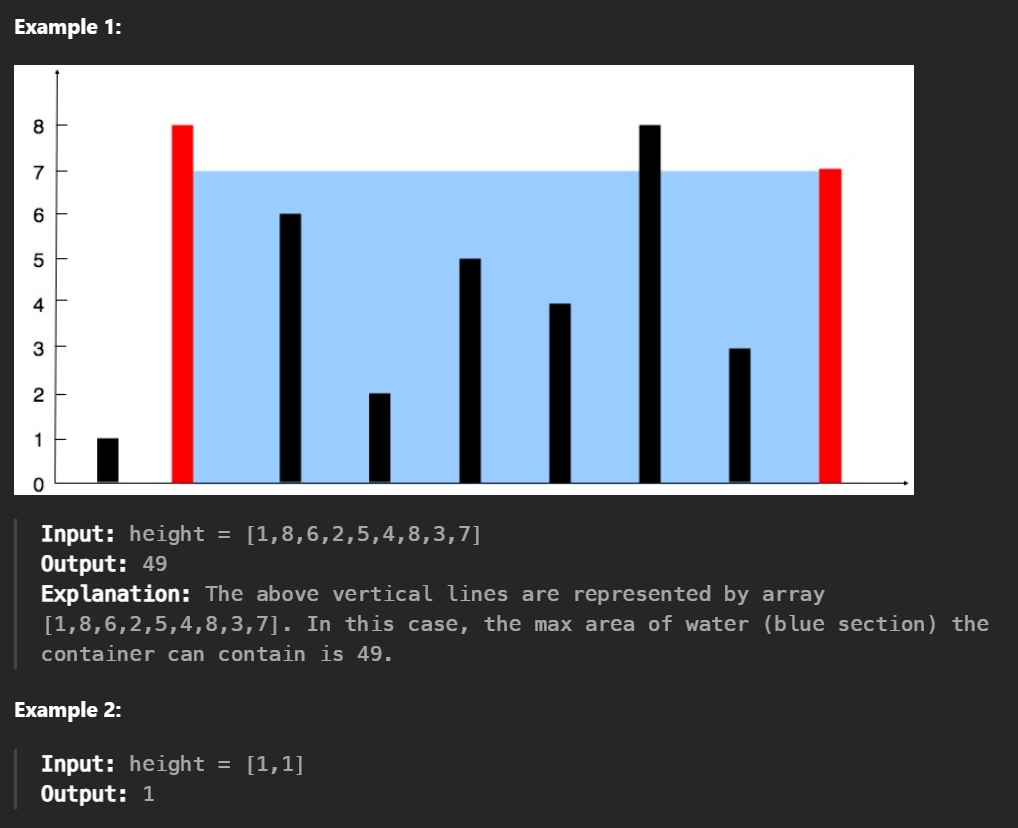 Example 1:
8
7
6
5
4
3
2
1
0
Input: height = [1,8,6,2,5,4,8,3,7]
Output: 49
Explanation: The above vertical lines are represented by array
[1,8,6,2,5,4,8,3,7]. In this case, the max area of water (blue section) the
container can contain is 49.
Example 2:
Input: height = [1,1]
Output: 1